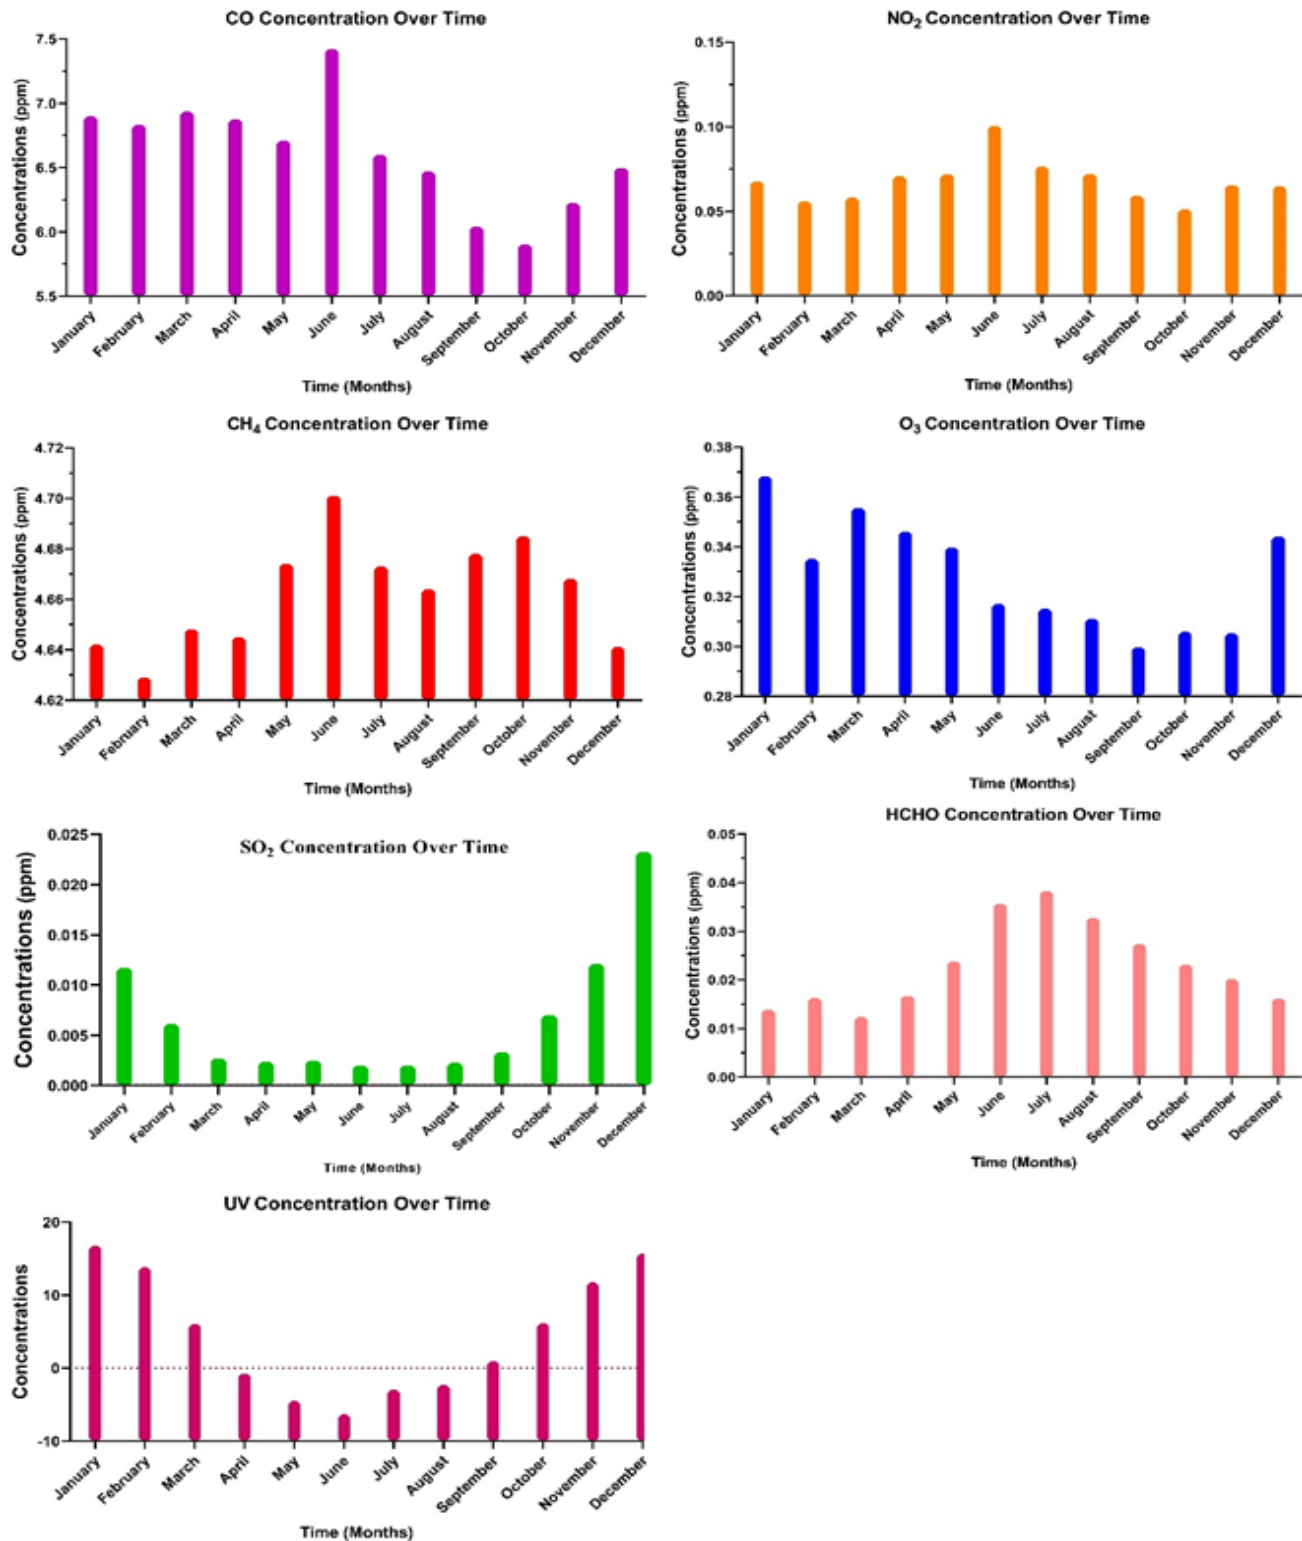 CO Concentration Over Time
7.5
7.0
6.5
6.0
5.5
Concentrations (ppm)
January
February
March
April
May
June
July
August
September
October
November
December
Time (Months)
NO₂ Concentration Over Time
0.15
0.10
0.05
0.00
Concentrations (ppm)
January
February
March
April
May
June
July
August
September
October
November
December
Time (Months)
CH₄ Concentration Over Time
4.72
4.70
4.68
4.66
4.64
4.62
Concentrations (ppm)
January
February
March
April
May
June
July
August
September
October
November
December
Time (Months)
O₃ Concentration Over Time
0.38
0.36
0.34
0.32
0.30
0.28
Concentrations (ppm)
January
February
March
April
May
June
July
August
September
October
November
December
Time (Months)
SO₂ Concentration Over Time
0.025
0.020
0.015
0.010
0.005
0.000
Concentrations (ppm)
January
February
March
April
May
June
July
August
September
October
November
December
Time (Months)
HCHO Concentration Over Time
0.05
0.04
0.03
0.02
0.01
0.00
Concentrations (ppm)
January
February
March
April
May
June
July
August
September
October
November
December
Time (Months)
UV Concentration Over Time
20
10
0
-10
Concentrations
January
February
March
April
May
June
July
August
September
October
November
December
Time (Months)